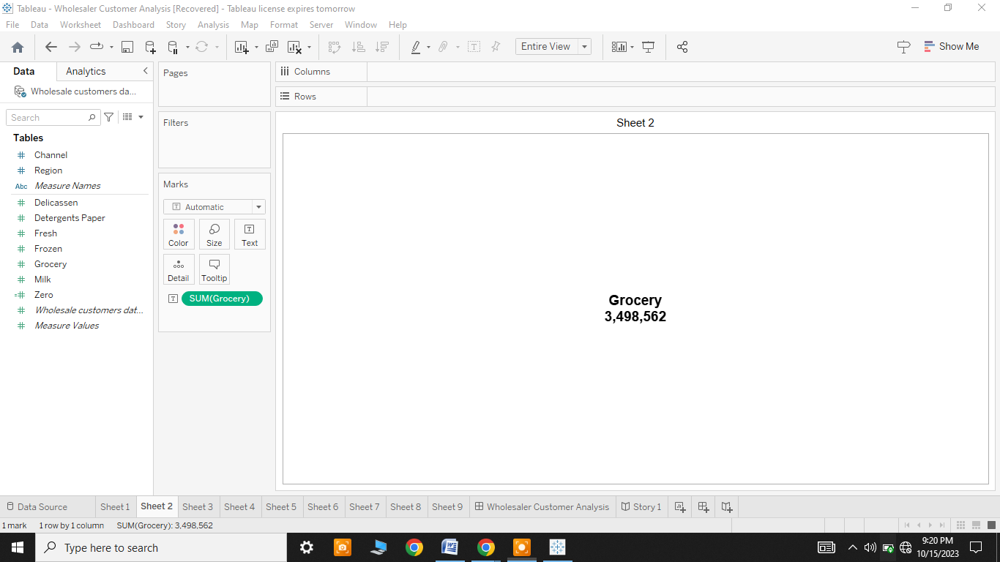 Tableau - Wholesaler Customer Analysis [Recovered] - Tableau license expires tomorrow
File Data Worksheet Dashboard Story Analysis Map Format Server Window Help
Entire View
Show Me
Data Analytics
Wholesale customers da...
Search
Tables
Channel
Region
Abc Measure Names
Delicassen
Detergents Paper
Fresh
Frozen
Grocery
Milk
Zero
Wholesale customers dat...
Measure Values
Pages
Filters
Marks
Automatic
Color Size Text
Detail Tooltip
SUM(Grocery)
Columns
Rows
Sheet 2
Grocery
3,498,562
Data Source Sheet 1 Sheet 2 Sheet 3 Sheet 4 Sheet 5 Sheet 6 Sheet 7 Sheet 8 Sheet 9 Wholesaler Customer Analysis Story 1
1 mark 1 row by 1 column SUM(Grocery): 3,498,562
Type here to search
9:20 PM
10/15/2023